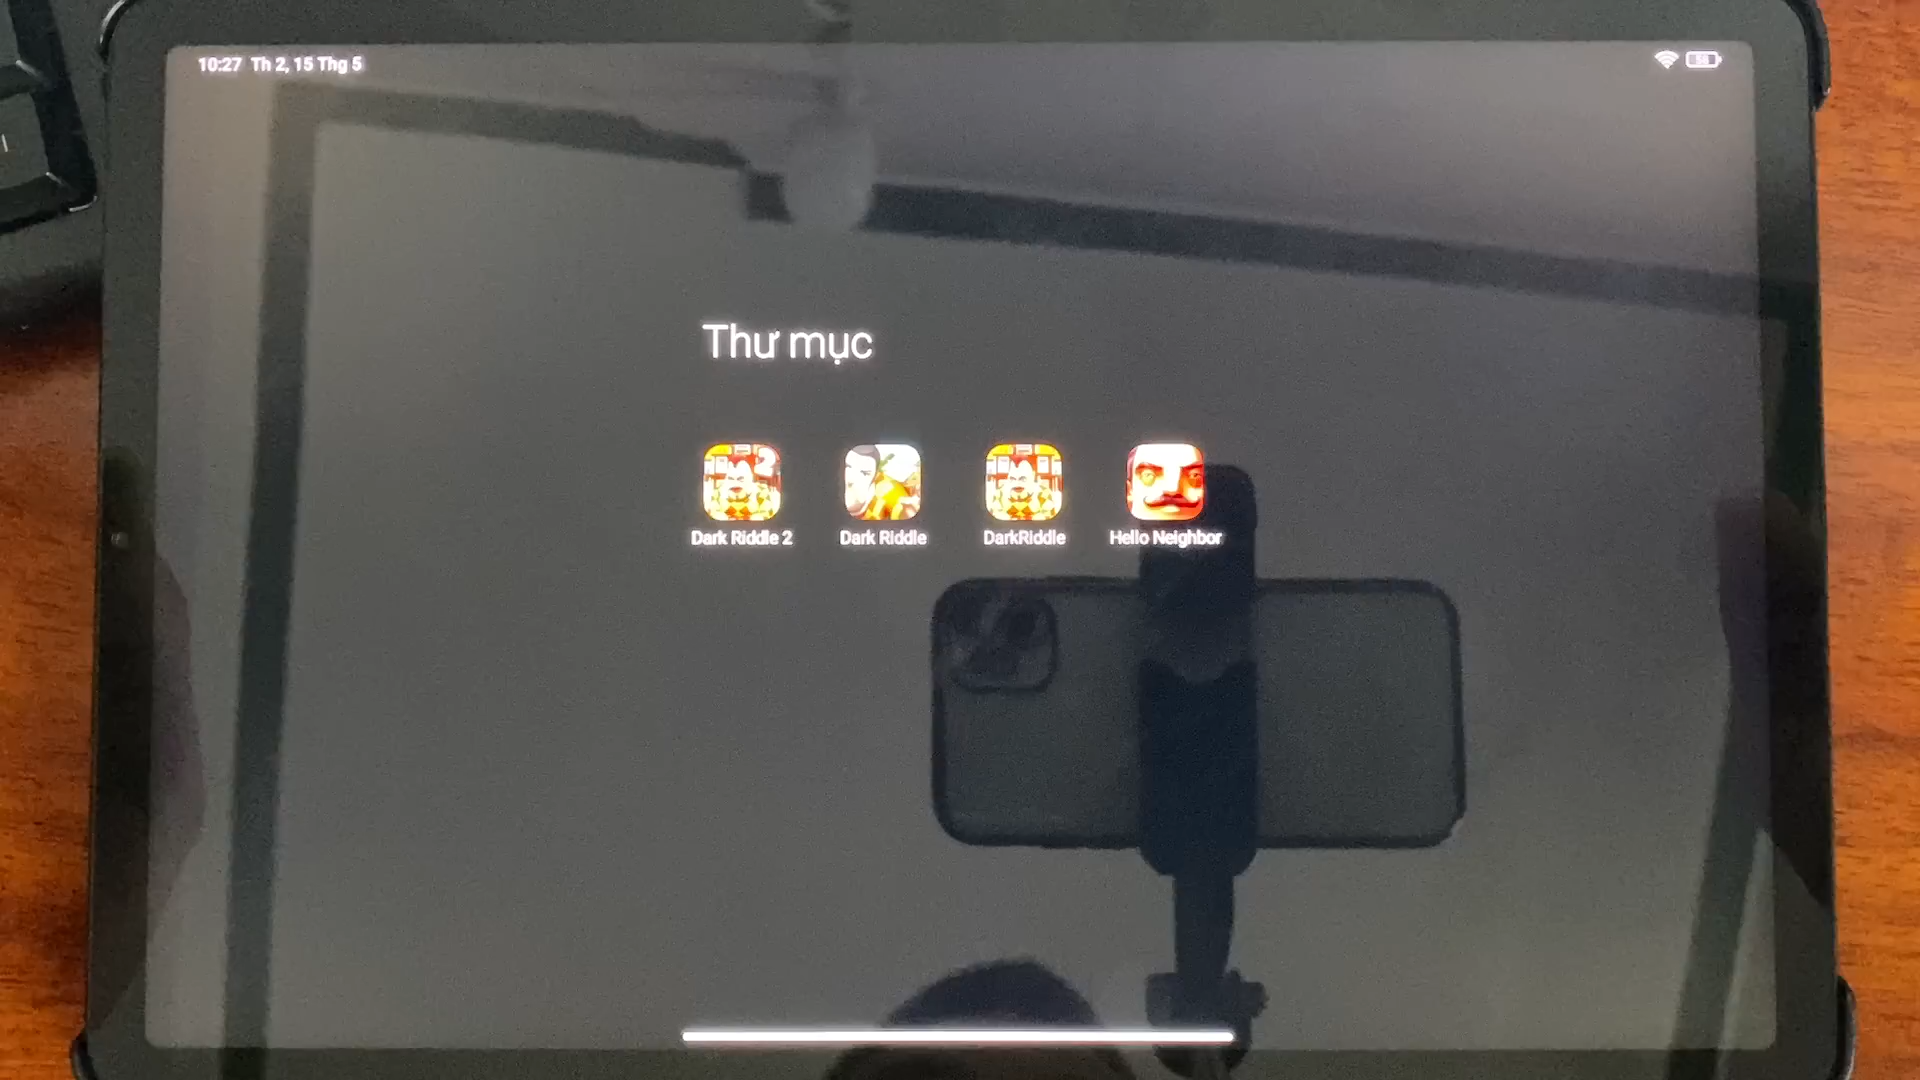 10:27 Th 2, 15 Thg 5
Thư mục
Dark Riddle 2
Dark Riddle
DarkRiddle
Hello Neighbor